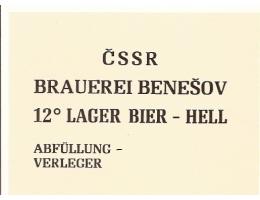 ČSSR
BRAUEREI BENEŠOV
12° LAGER BIER - HELL
ABFÜLLUNG -
VERLEGER